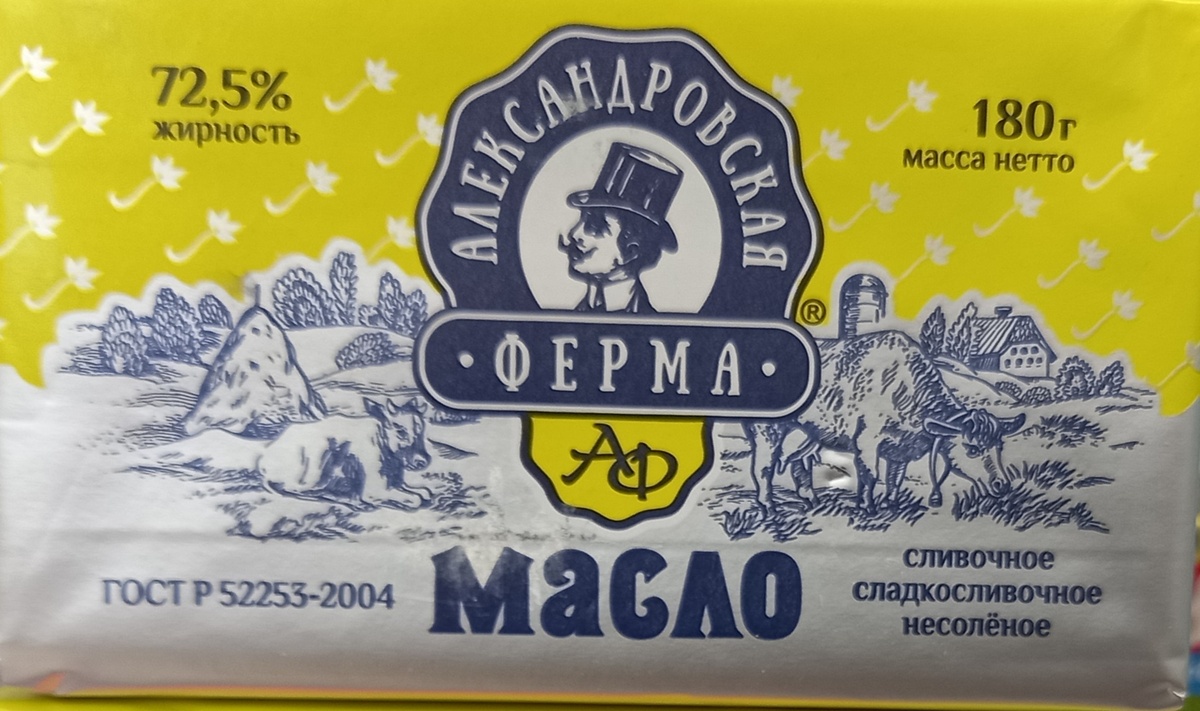 72,5%
жирность
АЛЕКСАНДРОВСКАЯ
180г
масса нетто
®
• ФЕРМА •
АФ
ГОСТ Р 52253-2004
Масло
сливочное
сладкосливочное
несолёное